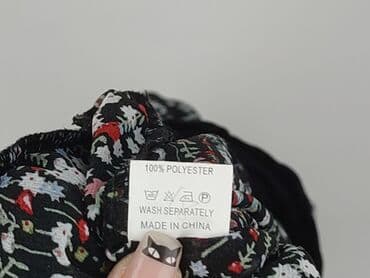 100% POLYESTER
P
WASH SEPARATELY
MADE IN CHINA